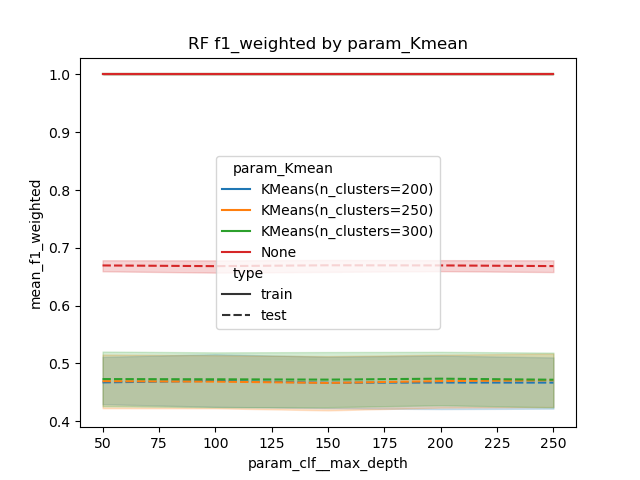 RF f1_weighted by param_Kmean
mean_f1_weighted
1.0
0.9
0.8
0.7
0.6
0.5
0.4
param_Kmean
KMeans(n_clusters=200)
KMeans(n_clusters=250)
KMeans(n_clusters=300)
None
type
train
test
50
75
100
125
150
175
200
225
250
param_clf__max_depth